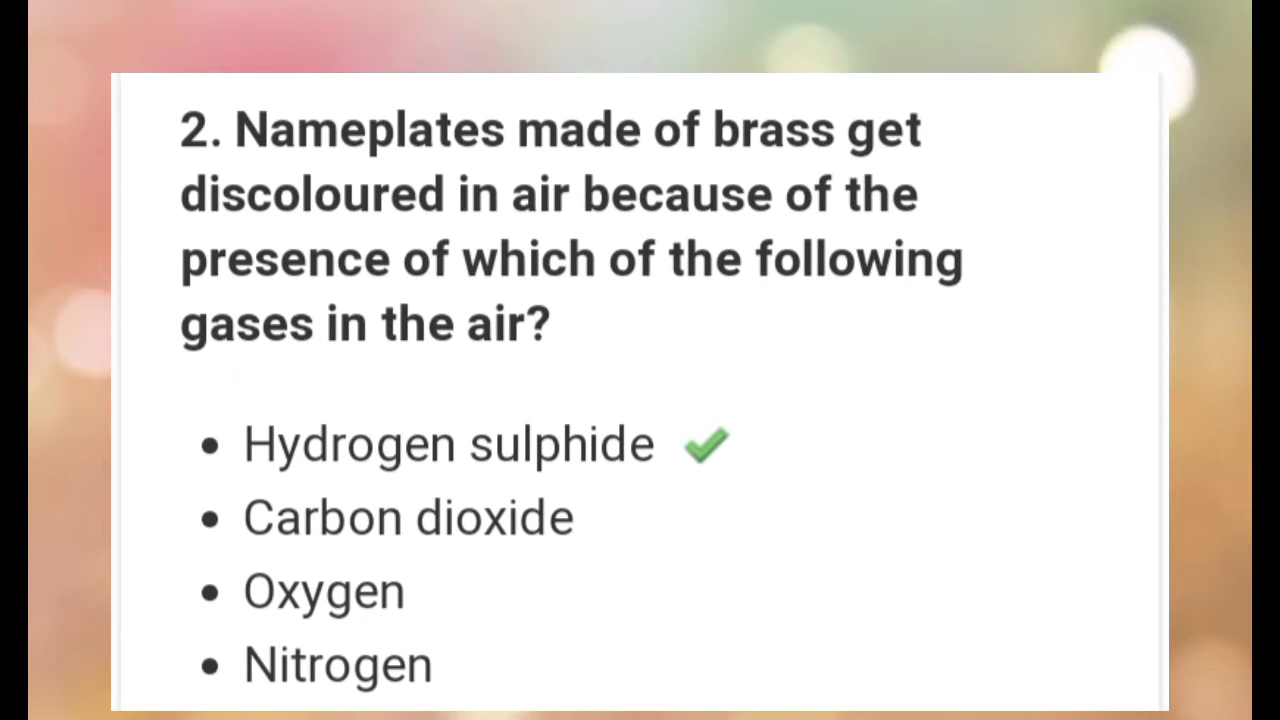 2. Nameplates made of brass get
discoloured in air because of the
presence of which of the following
gases in the air?
• Hydrogen sulphide ✔
• Carbon dioxide
• Oxygen
• Nitrogen